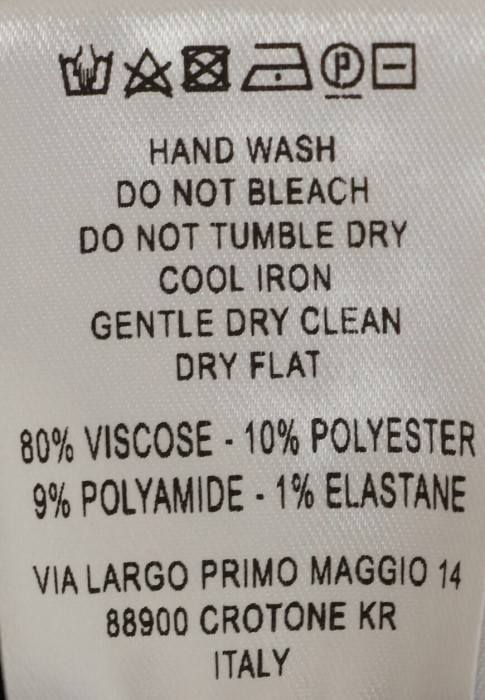 P
HAND WASH
DO NOT BLEACH
DO NOT TUMBLE DRY
COOL IRON
GENTLE DRY CLEAN
DRY FLAT
80% VISCOSE - 10% POLYESTER
9% POLYAMIDE - 1% ELASTANE
VIA LARGO PRIMO MAGGIO 14
88900 CROTONE KR
ITALY